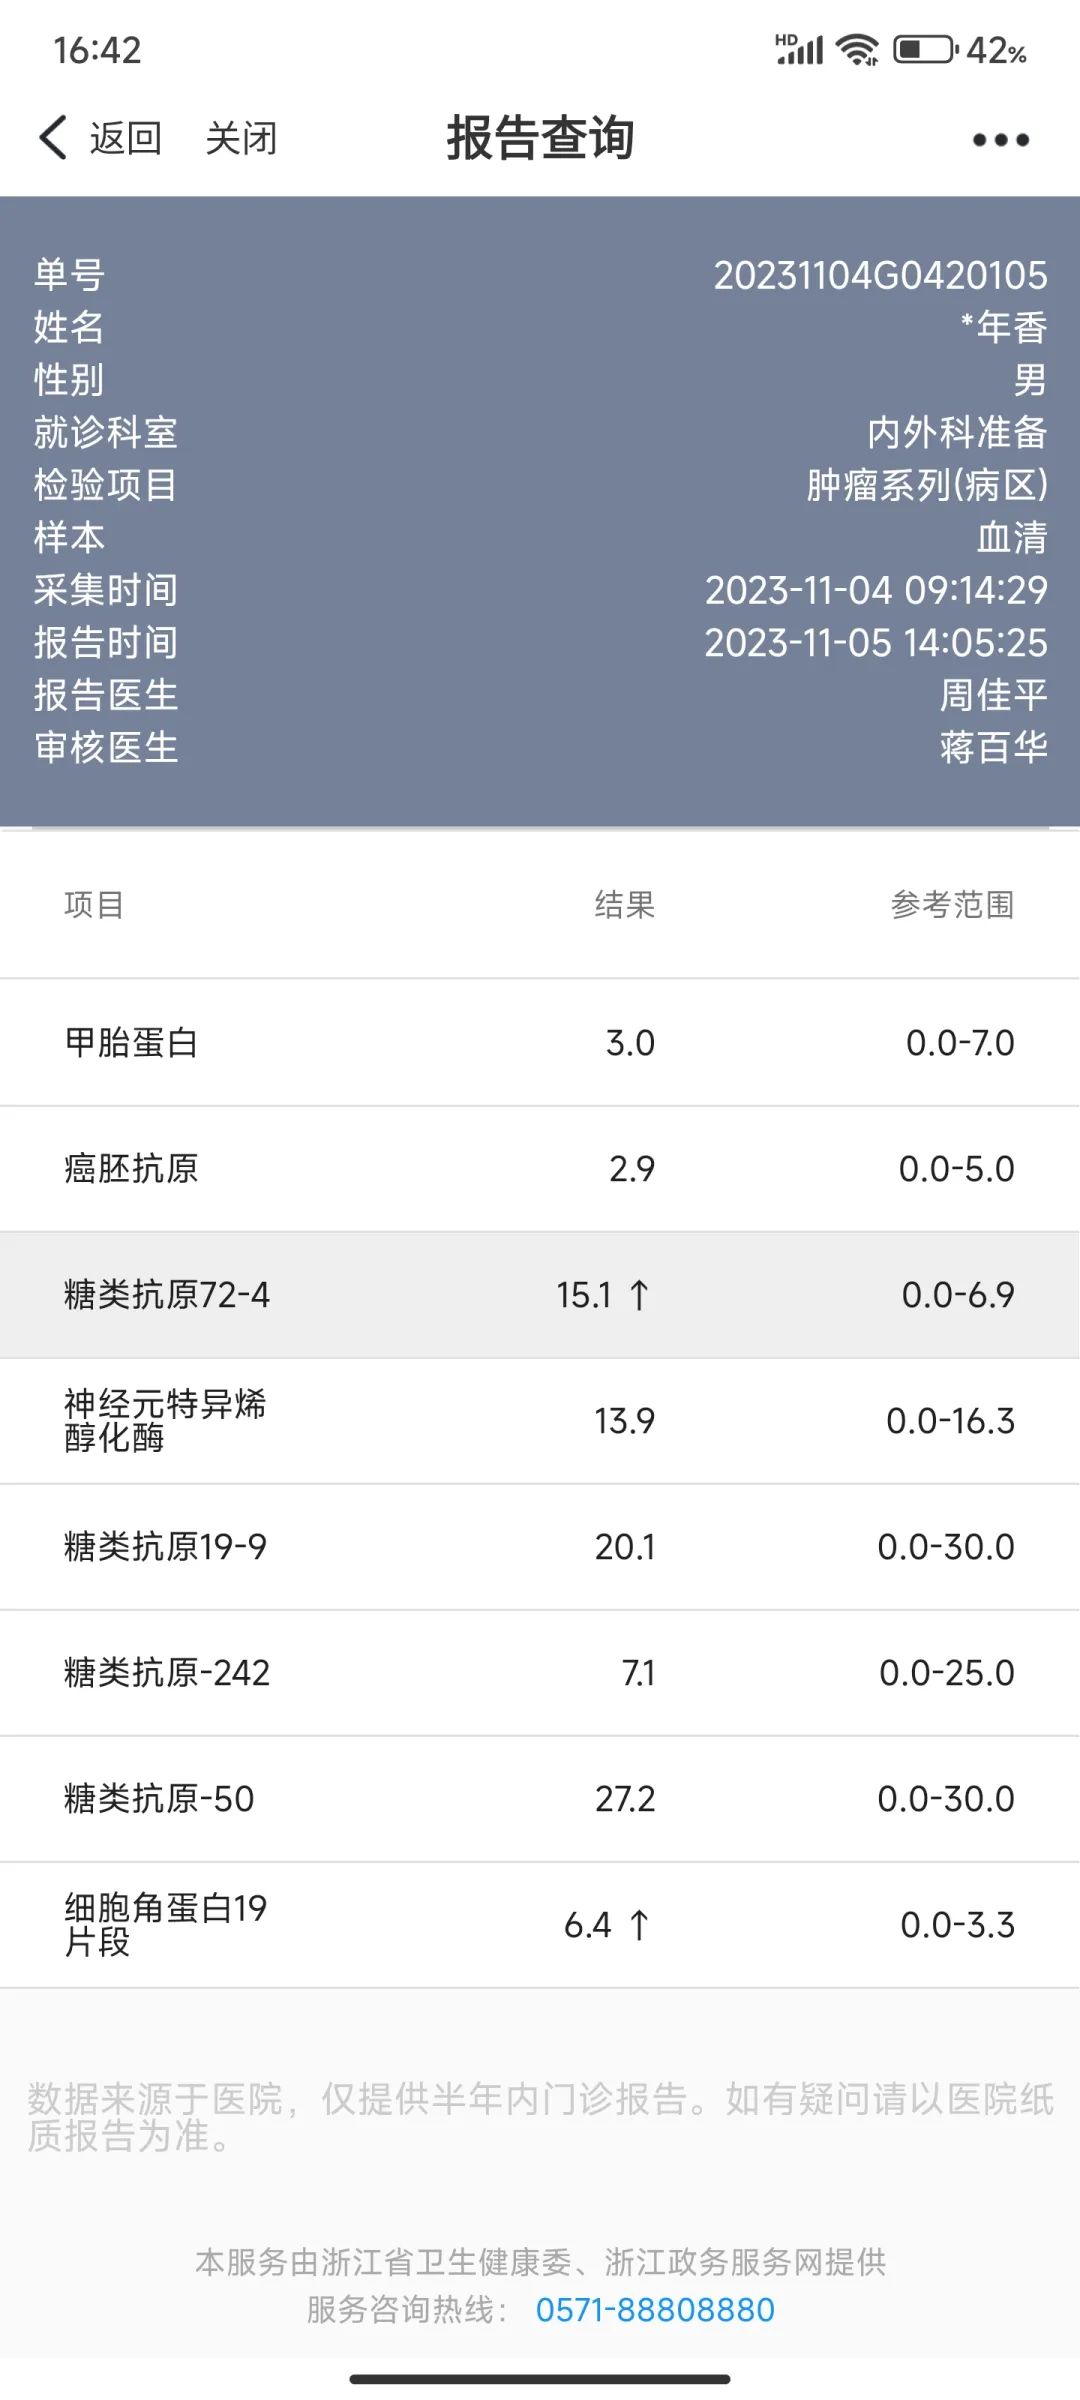 16:42 HD 42%
返回 关闭 报告查询
单号 20231104G0420105
姓名 *年香
性别 男
就诊科室 内外科准备
检验项目 肿瘤系列(病区)
样本 血清
采集时间 2023-11-04 09:14:29
报告时间 2023-11-05 14:05:25
报告医生 周佳平
审核医生 蒋百华
项目 结果 参考范围
甲胎蛋白 3.0 0.0-7.0
癌胚抗原 2.9 0.0-5.0
糖类抗原72-4 15.1 ↑ 0.0-6.9
神经元特异烯
醇化酶 13.9 0.0-16.3
糖类抗原19-9 20.1 0.0-30.0
糖类抗原-242 7.1 0.0-25.0
糖类抗原-50 27.2 0.0-30.0
细胞角蛋白19
片段 6.4 ↑ 0.0-3.3
数据来源于医院，仅提供半年内门诊报告。如有疑问请以医院纸
质报告为准。
本服务由浙江省卫生健康委、浙江政务服务网提供
服务咨询热线： 0571-88808880